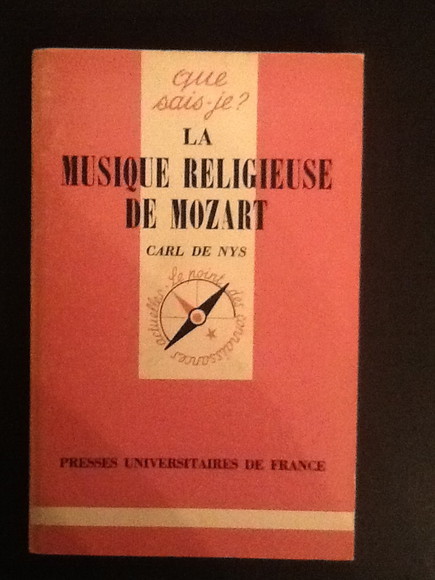 que
sais-je?
LA
MUSIQUE RELIGIEUSE
DE MOZART
CARL DE NYS
le point des connaissances actuelles
PRESSES UNIVERSITAIRES DE FRANCE